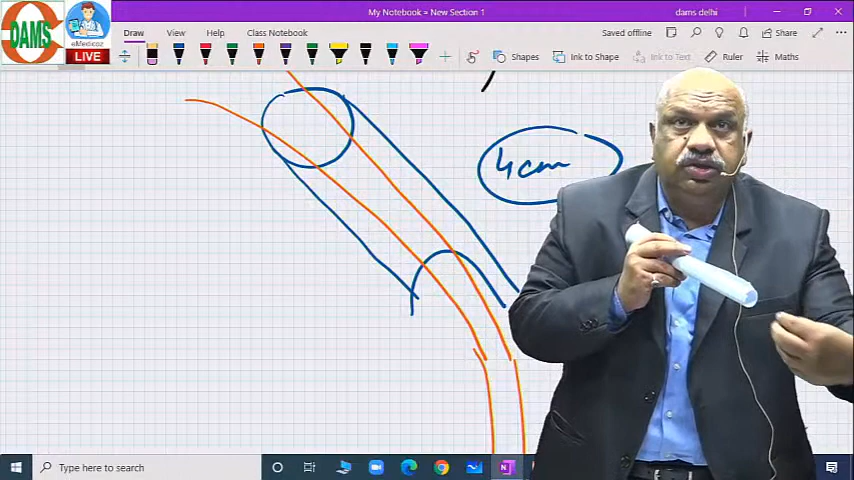 My Notebook = New Section 1
dams delhi
DAMS
eMedicoz
LIVE
Draw
View
Help
Class Notebook
Saved offline
Share
Shapes
Ink to Shape
Ink to Text
Ruler
Maths
4cm
Type here to search